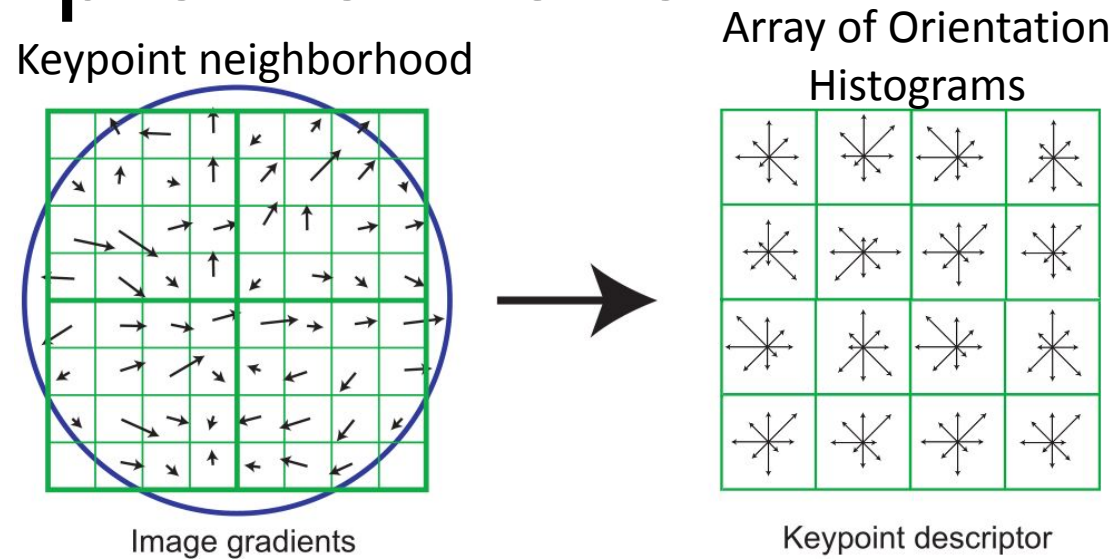 Keypoint neighborhood
Array of Orientation
Histograms
Image gradients
Keypoint descriptor